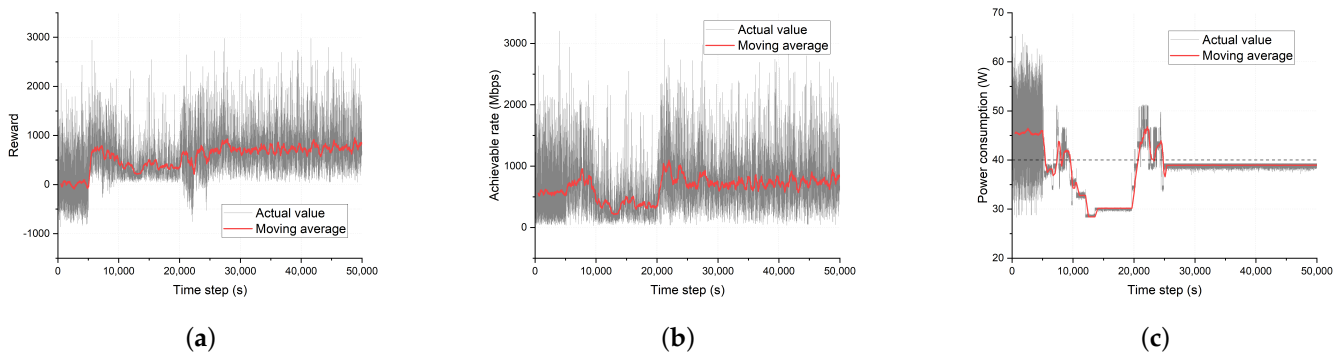 3000
2000
1000
0
-1000
Reward
Actual value
Moving average
0
10,000
20,000
30,000
40,000
50,000
Time step (s)
(a)
3000
2000
1000
0
Achievable rate (Mbps)
Actual value
Moving average
0
10,000
20,000
30,000
40,000
50,000
Time step (s)
(b)
70
60
50
40
30
20
Power consumption (W)
Actual value
Moving average
0
10,000
20,000
30,000
40,000
50,000
Time step (s)
(c)